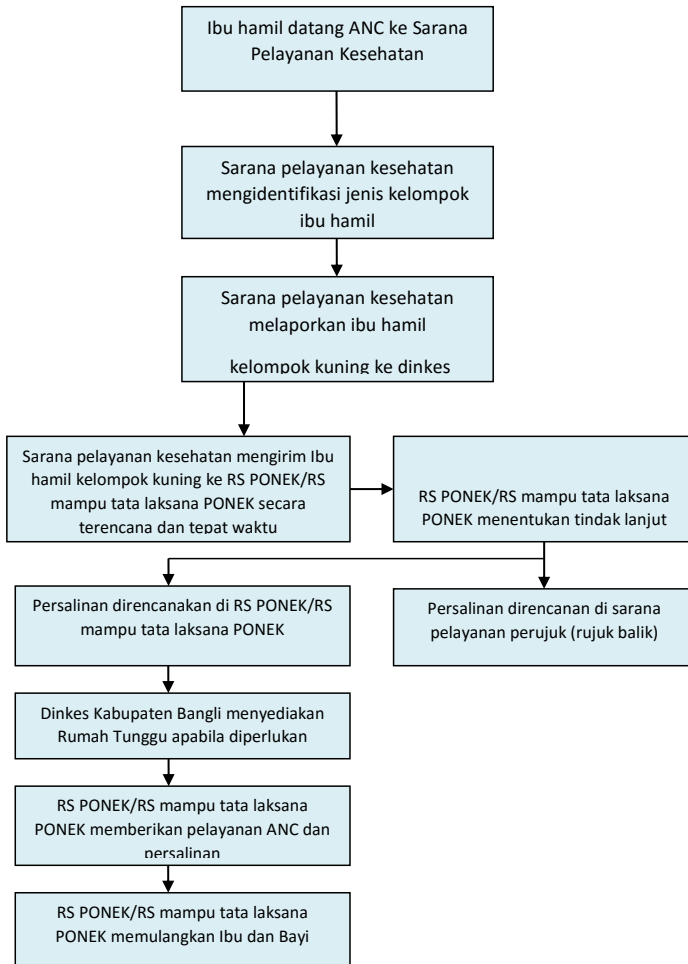 Ibu hamil datang ANC ke Sarana
Pelayanan Kesehatan
Sarana pelayanan kesehatan
mengidentifikasi jenis kelompok
ibu hamil
Sarana pelayanan kesehatan
melaporkan ibu hamil
kelompok kuning ke dinkes
Sarana pelayanan kesehatan mengirim Ibu
hamil kelompok kuning ke RS PONEK/RS
mampu tata laksana PONEK secara
terencana dan tepat waktu
RS PONEK/RS mampu tata laksana
PONEK menentukan tindak lanjut
Persalinan direncanakan di RS PONEK/RS
mampu tata laksana PONEK
Persalinan direncanan di sarana
pelayanan perujuk (rujuk balik)
Dinkes Kabupaten Bangli menyediakan
Rumah Tunggu apabila diperlukan
RS PONEK/RS mampu tata laksana
PONEK memberikan pelayanan ANC dan
persalinan
RS PONEK/RS mampu tata laksana
PONEK memulangkan Ibu dan Bayi